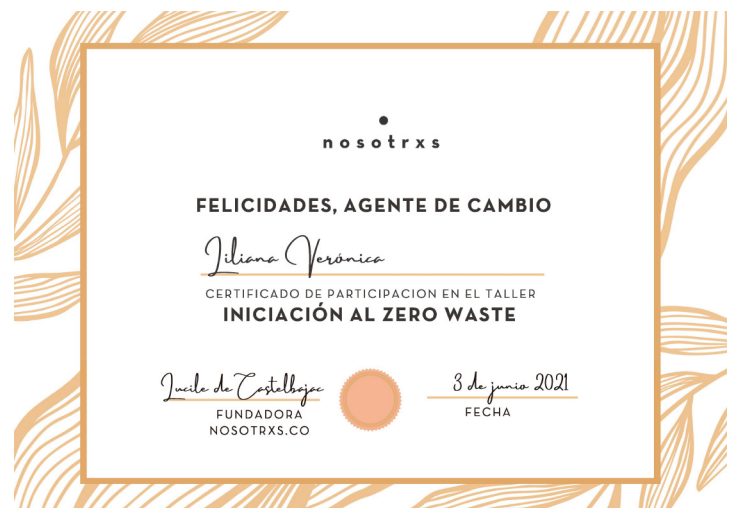 nosotrxs
FELICIDADES, AGENTE DE CAMBIO
Liliana Verónica
CERTIFICADO DE PARTICIPACION EN EL TALLER
INICIACIÓN AL ZERO WASTE
Lucile de Castelbajac
FUNDADORA
NOSOTRXS.CO
3 de junio 2021
FECHA